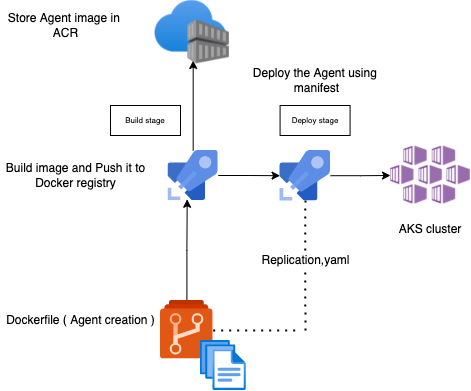 Store Agent image in
ACR
Deploy the Agent using
manifest
Build stage
Deploy stage
Build image and Push it to
Docker registry
AKS cluster
Replication,yaml
Dockerfile ( Agent creation )